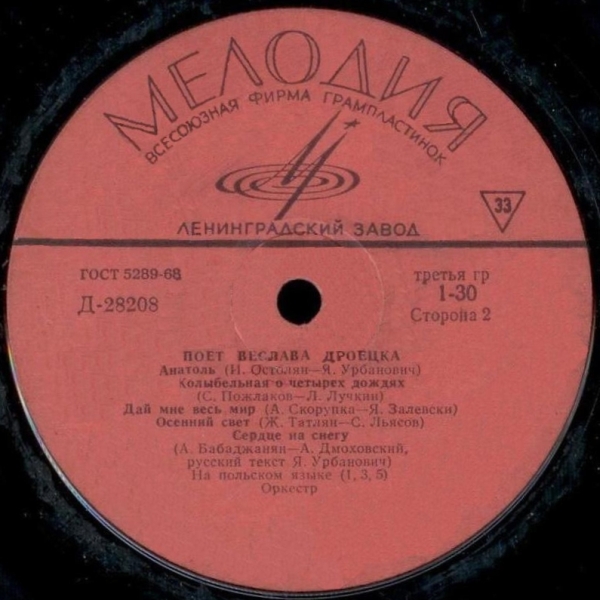 МЕЛОДИЯ
ВСЕСОЮЗНАЯ ФИРМА ГРАМПЛАСТИНОК
ЛЕНИНГРАДСКИЙ ЗАВОД
33
ГОСТ 5289-68
третья гр
Д-28208
1-30
Сторона 2
ПОЕТ ВЕСЛАВА ДРОЕЦКА
Анатоль (И. Остолян—Я. Урбанович)
Колыбельная о четырех дождях
(С. Пожлаков—Л. Лучкин)
Дай мне весь мир (А. Скорупка—Я. Залевски)
Осенний свет (Ж. Татлян—С. Льясов)
Сердце на снегу
(А. Бабаджанян—А. Дмоховский,
русский текст Я. Урбанович)
На польском языке (1, 3, 5)
Оркестр